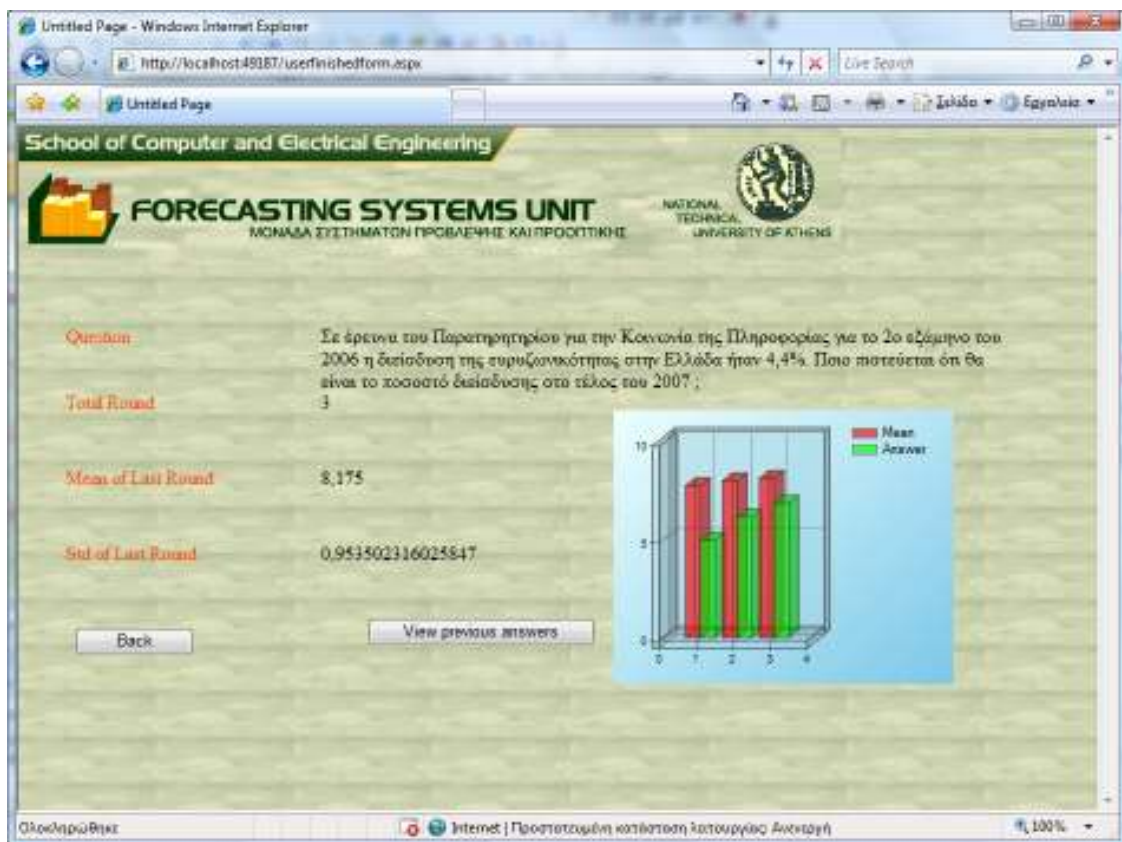 Untitled Page - Windows Internet Explorer
http://localhost:49187/userfinishedform.aspx
Live Search
Untitled Page
Σελίδα
Εργαλεία
School of Computer and Electrical Engineering
FORECASTING SYSTEMS UNIT
ΜΟΝΑΔΑ ΣΥΣΤΗΜΑΤΩΝ ΠΡΟΒΛΕΨΗΣ ΚΑΙ ΠΡΟΟΠΤΙΚΗΣ
NATIONAL
TECHNICAL
UNIVERSITY OF ATHENS
Question
Σε έρευνα του Παρατηρητηρίου για την Κοινωνία της Πληροφορίας για το 2ο εξάμηνο του
2006 η διείσδυση της ευρυζωνικότητας στην Ελλάδα ήταν 4,4%. Ποιο πιστεύεται ότι θα
είναι το ποσοστό διείσδυσης στο τέλος του 2007 ;
Total Round
3
Mean of Last Round
8,175
Std of Last Round
0,953502316025847
Back
View previous answers
Mean
Answer
10
5
0
0 1 2 3 4
Ολοκληρώθηκε
Internet | Προστατευμένη κατάσταση λειτουργίας: Ανενεργή
100%